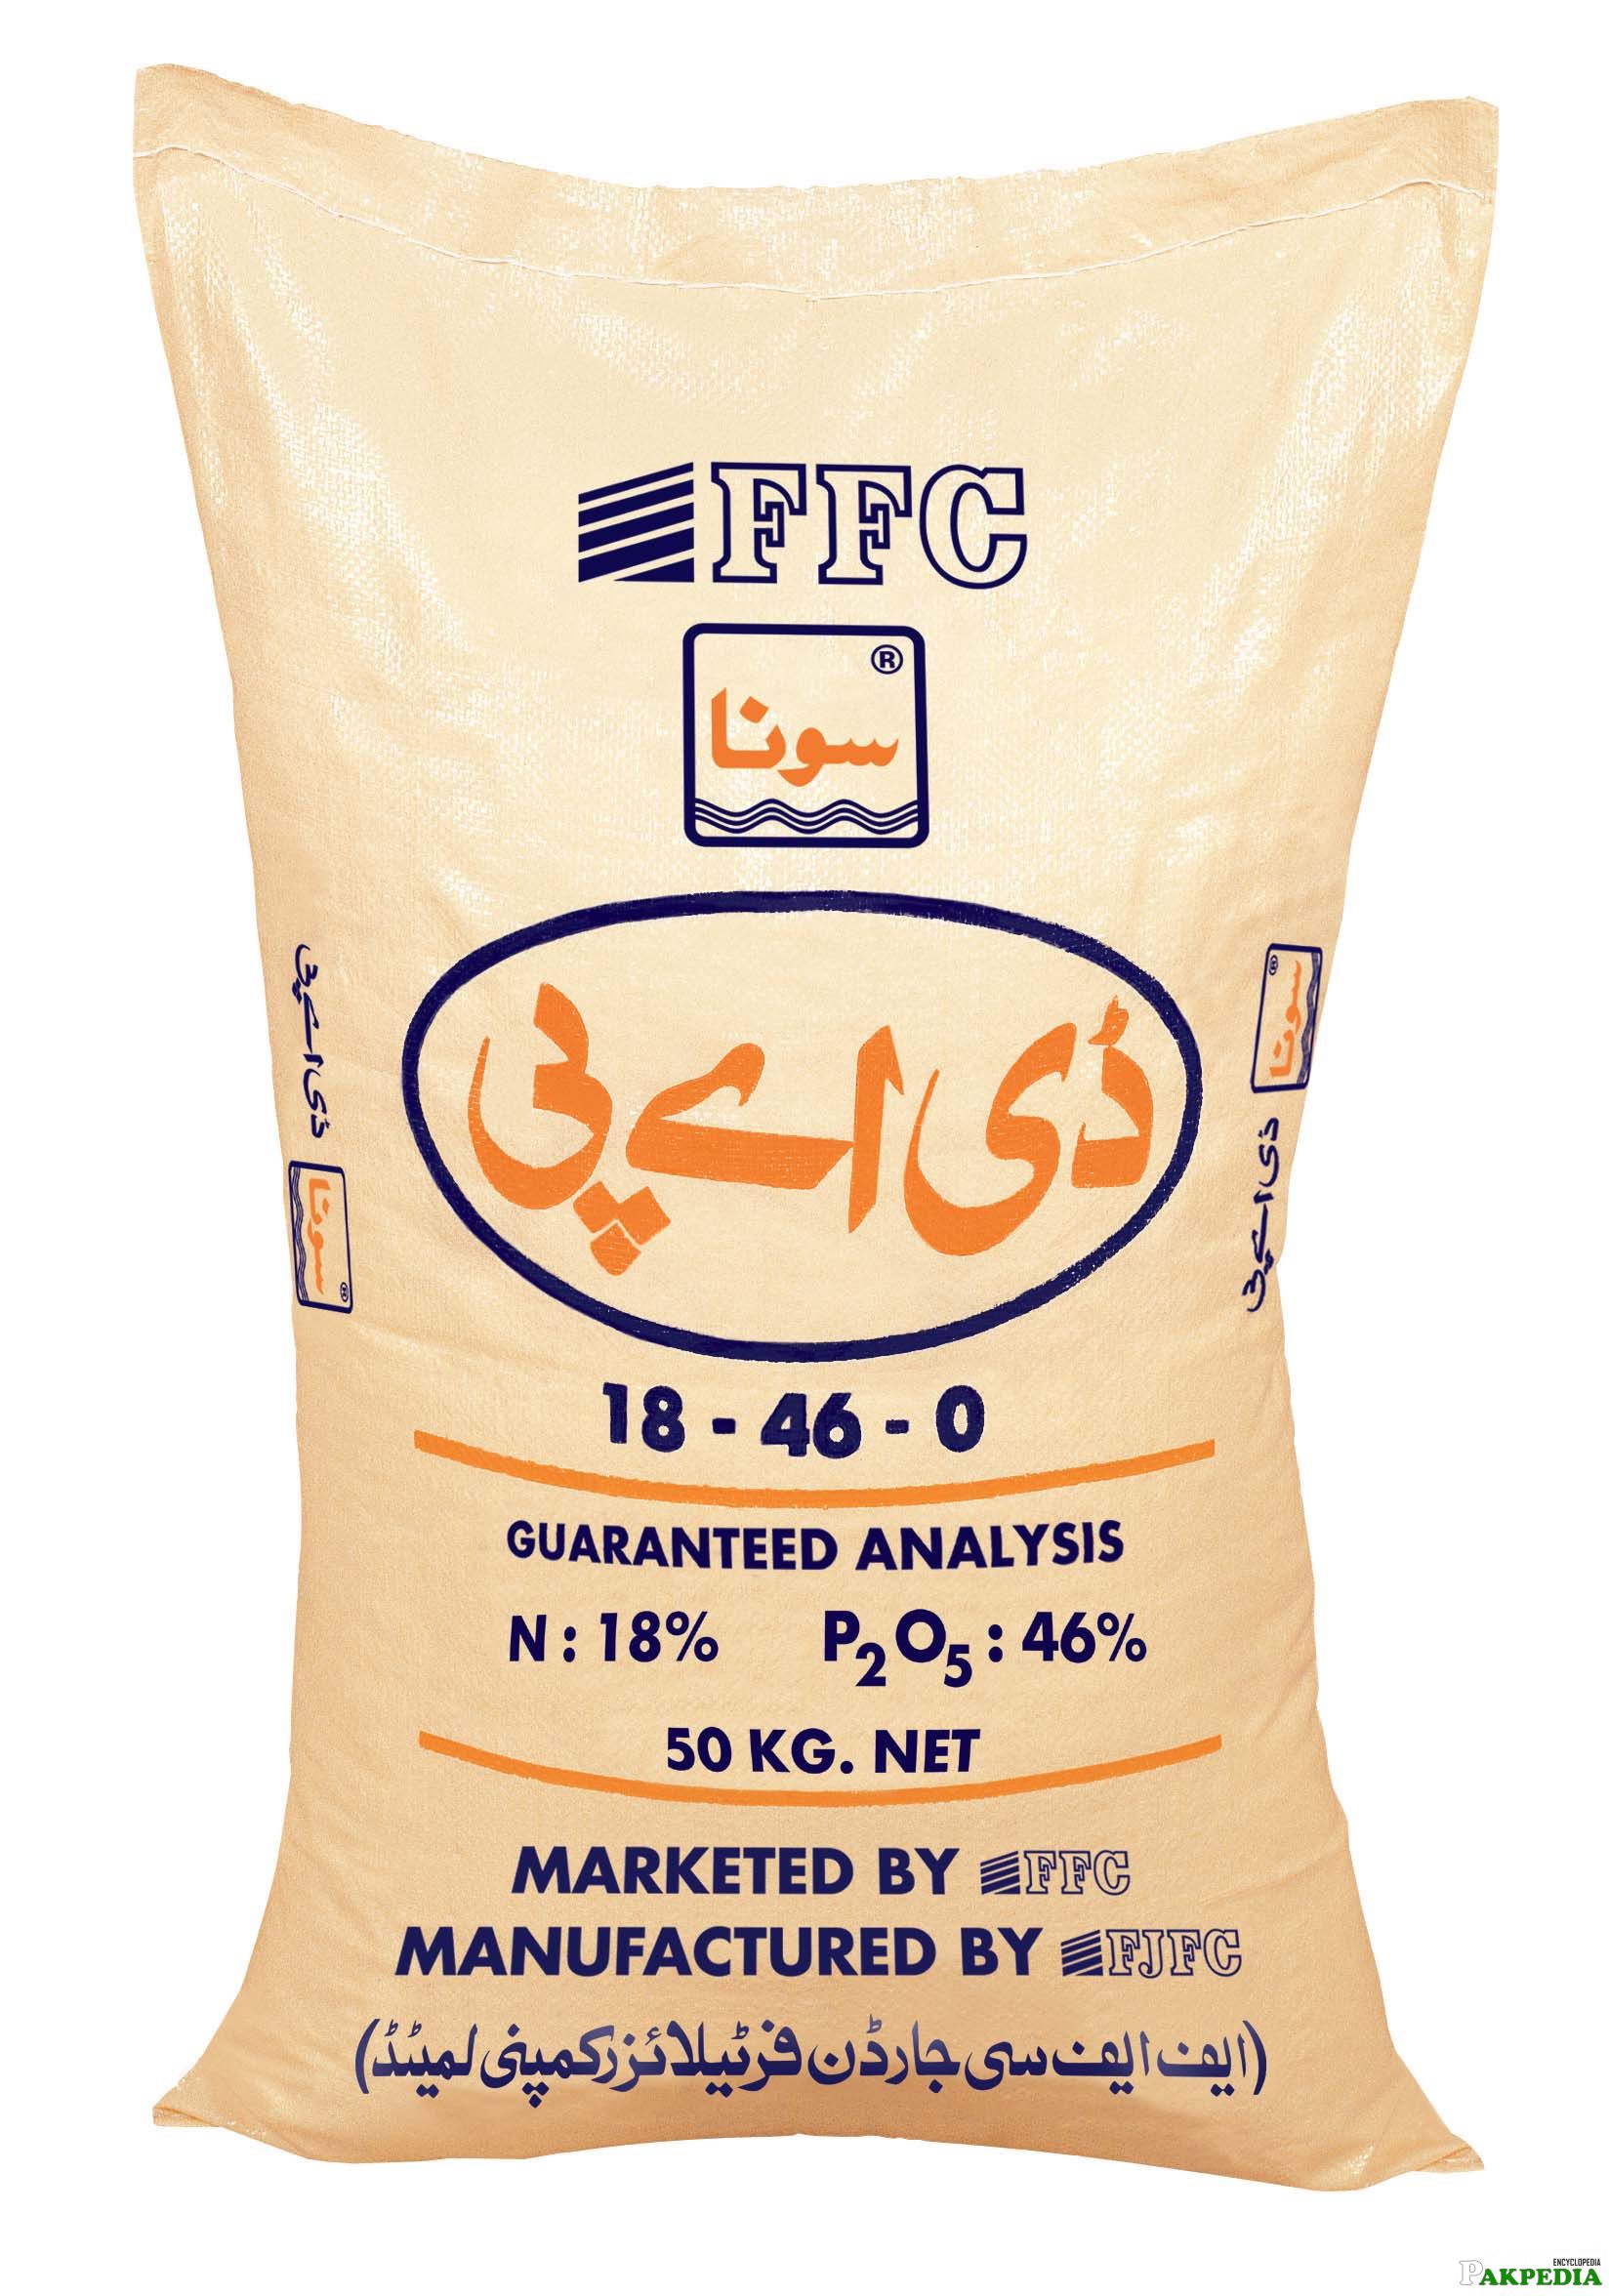 FFC
®
سونا
ڈی اے پی
ڈی اے پی
سونا
®
سونا
®
ڈی اے پی
18 - 46 - 0
GUARANTEED ANALYSIS
N : 18% P₂O₅ : 46%
50 KG. NET
MARKETED BY FFC
MANUFACTURED BY FJFC
(ایف ایف سی جارڈن فرٹیلائزر کمپنی لمیٹڈ)
ENCYCLOPEDIA
PAKPEDIA